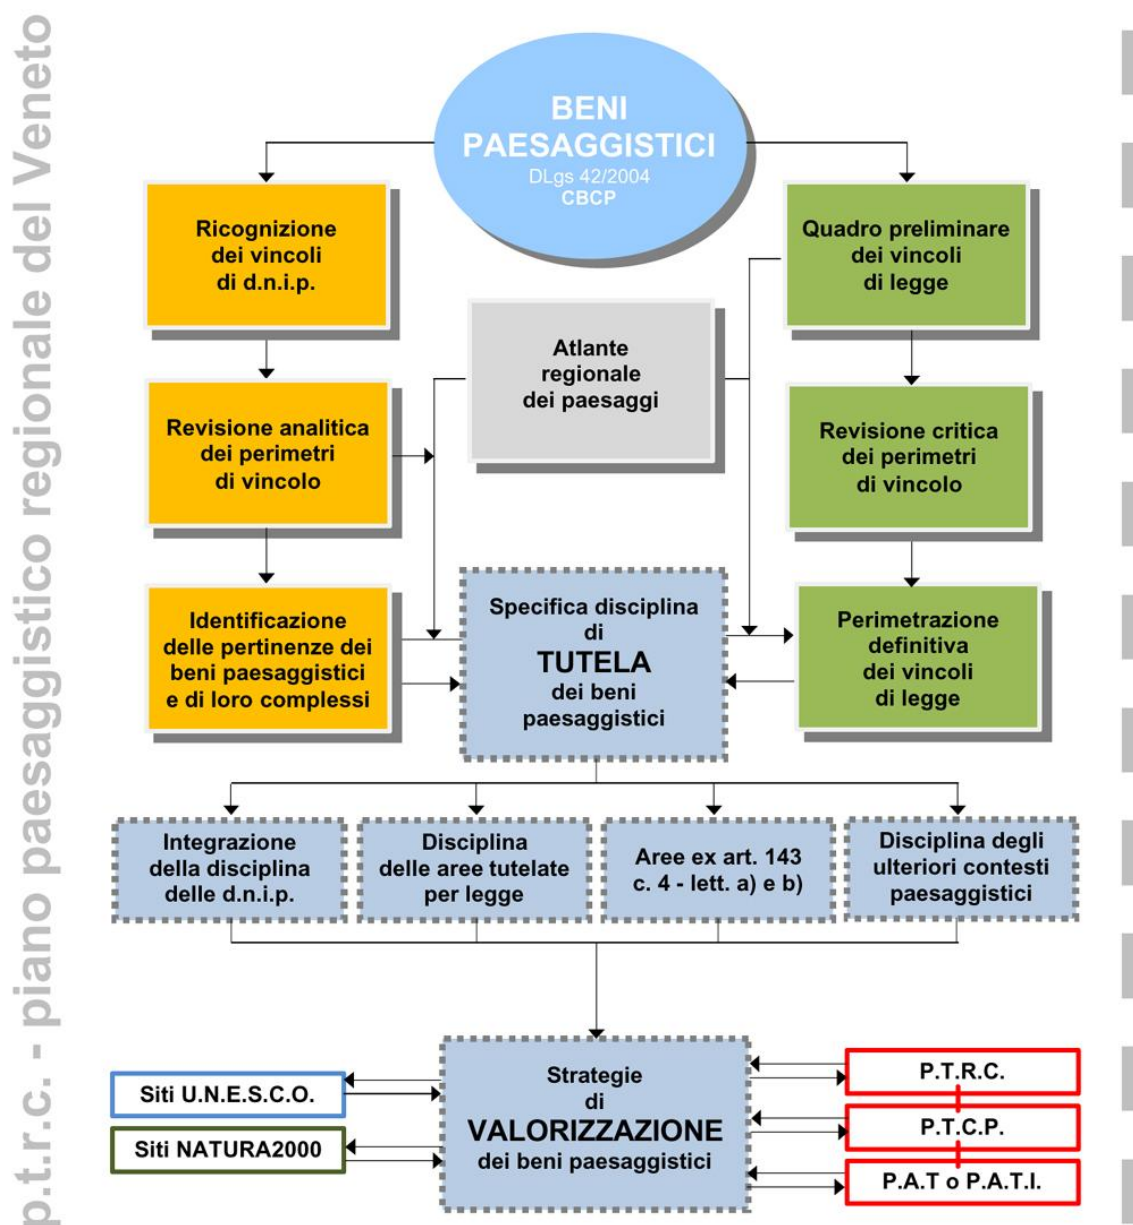 p.t.r.c. - piano paesaggistico regionale del Veneto
BENI
PAESAGGISTICI
DLgs 42/2004
CBCP
Ricognizione
dei vincoli
di d.n.i.p.
Quadro preliminare
dei vincoli
di legge
Atlante
regionale
dei paesaggi
Revisione analitica
dei perimetri
di vincolo
Revisione critica
dei perimetri
di vincolo
Identificazione
delle pertinenze dei
beni paesaggistici
e di loro complessi
Specifica disciplina
di
TUTELA
dei beni
paesaggistici
Perimetrazione
definitiva
dei vincoli
di legge
Integrazione
della disciplina
delle d.n.i.p.
Disciplina
delle aree tutelate
per legge
Aree ex art. 143
c. 4 - lett. a) e b)
Disciplina degli
ulteriori contesti
paesaggistici
Siti U.N.E.S.C.O.
Siti NATURA2000
Strategie
di
VALORIZZAZIONE
dei beni paesaggistici
P.T.R.C.
P.T.C.P.
P.A.T o P.A.T.I.